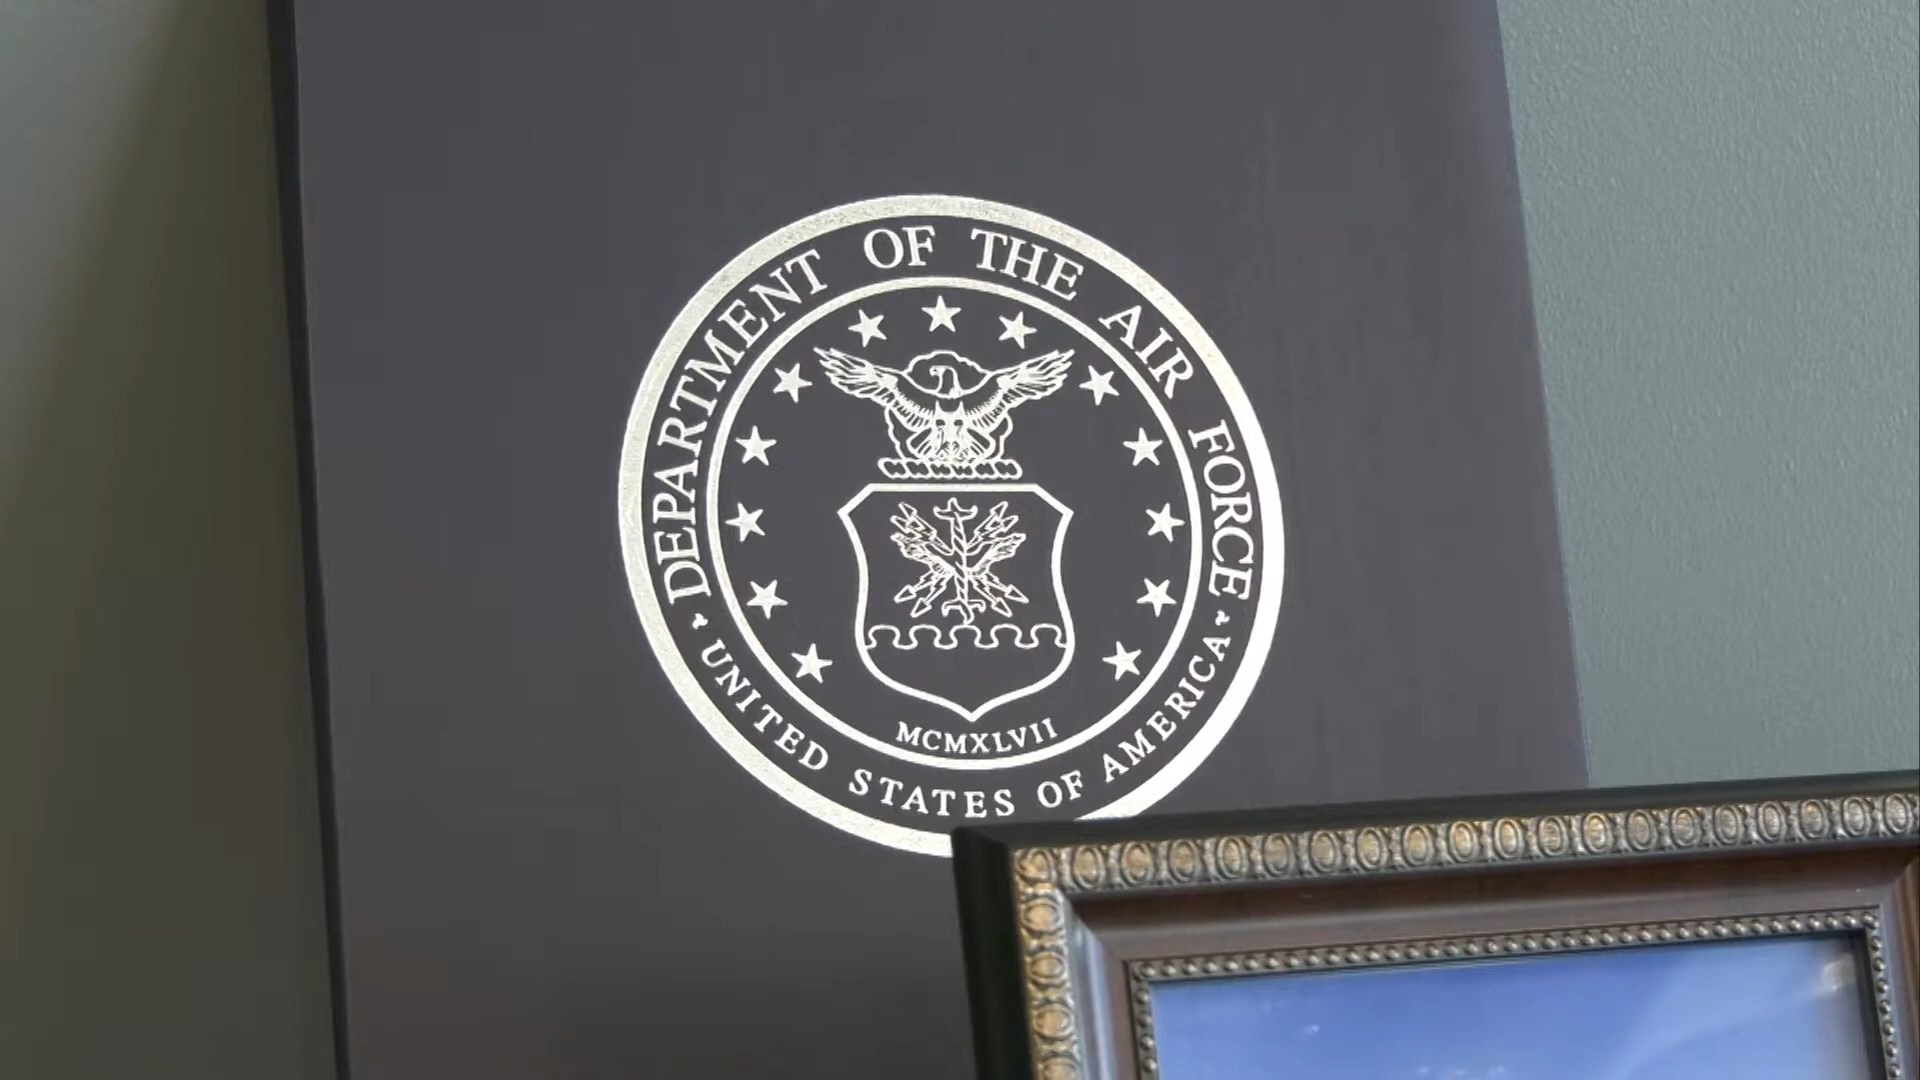 DEPARTMENT OF THE AIR FORCE
MCMXLVII
• UNITED STATES OF AMERICA •